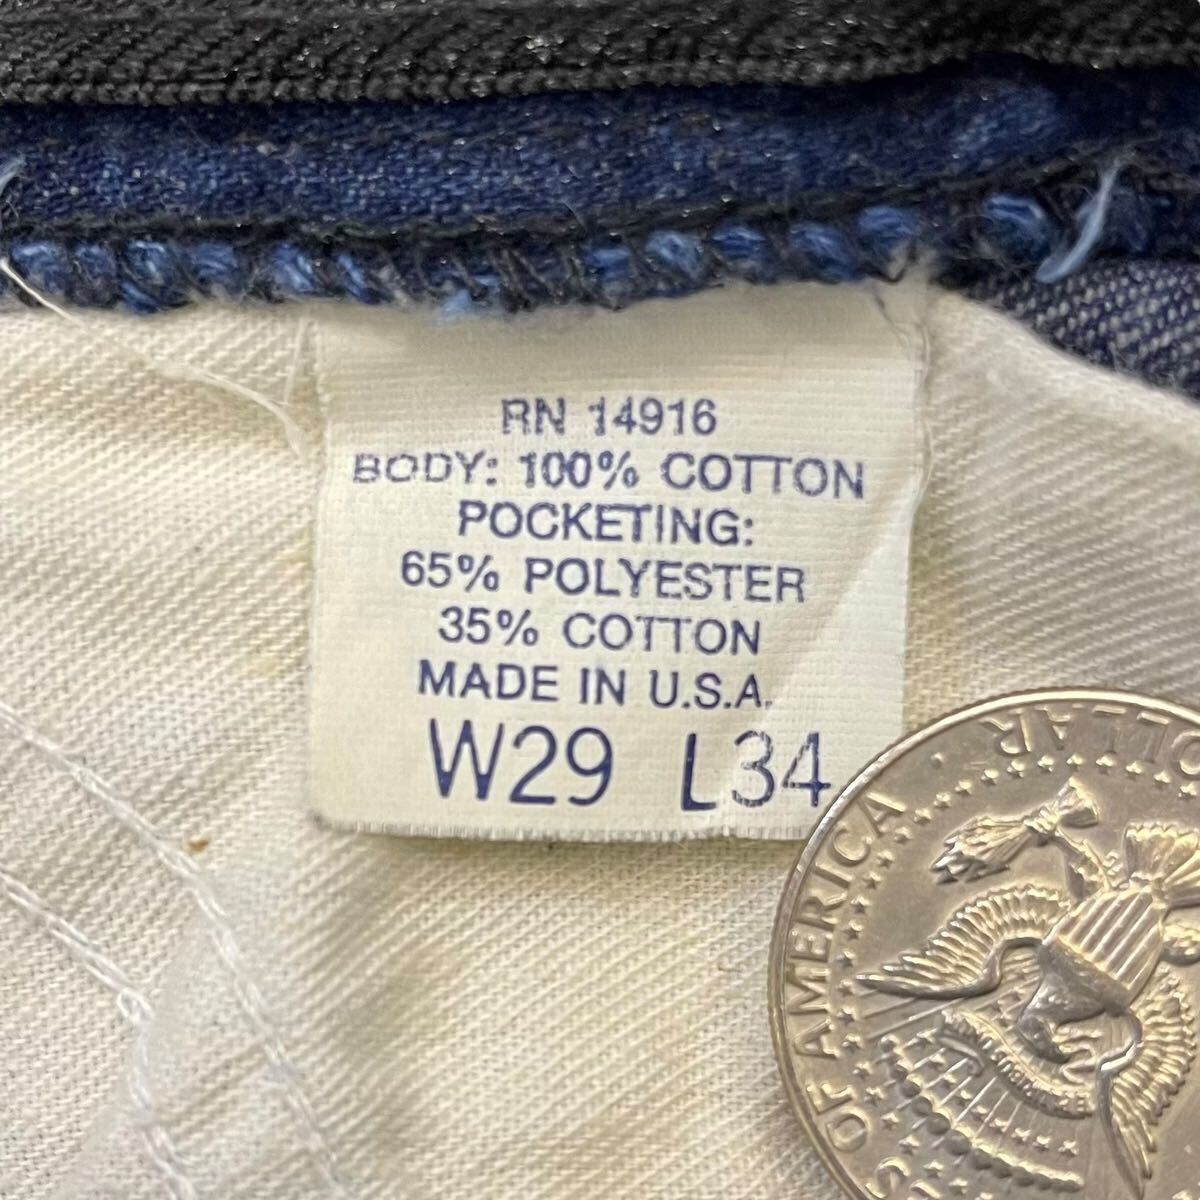 RN 14916
BODY: 100% COTTON
POCKETING:
65% POLYESTER
35% COTTON
MADE IN U.S.A.
W29 L34
OF AMERICA · 
DOLLAR